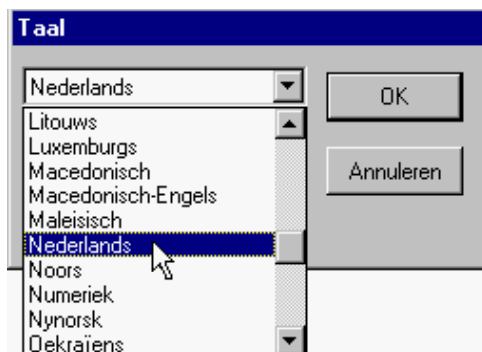 Taal
Nederlands
OK
Litouws
Luxemburgs
Macedonisch
Macedonisch-Engels
Annuleren
Maleisisch
Nederlands
Noors
Numeriek
Nynorsk
Oekraïens